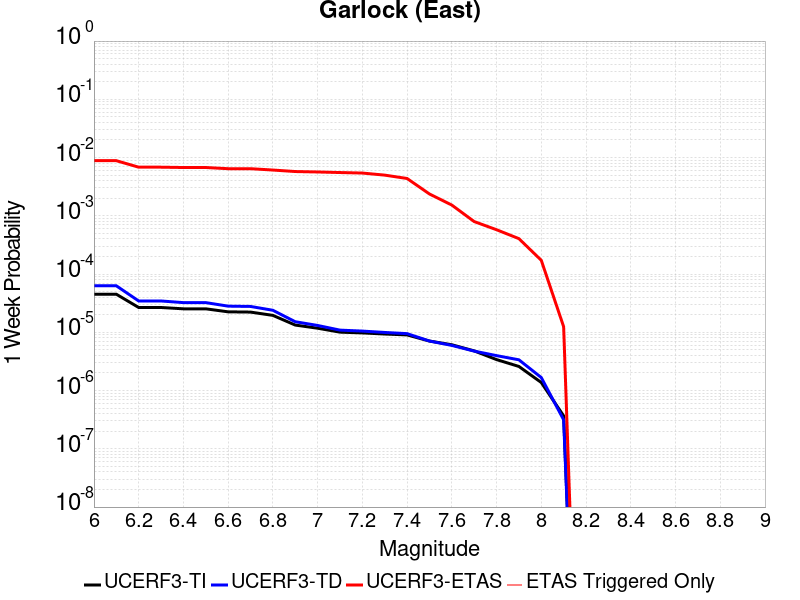 Garlock (East)
10^0
10^-1
10^-2
10^-3
10^-4
10^-5
10^-6
10^-7
10^-8
1 Week Probability
6 6.2 6.4 6.6 6.8 7 7.2 7.4 7.6 7.8 8 8.2 8.4 8.6 8.8 9
Magnitude
UCERF3-TI UCERF3-TD UCERF3-ETAS ETAS Triggered Only